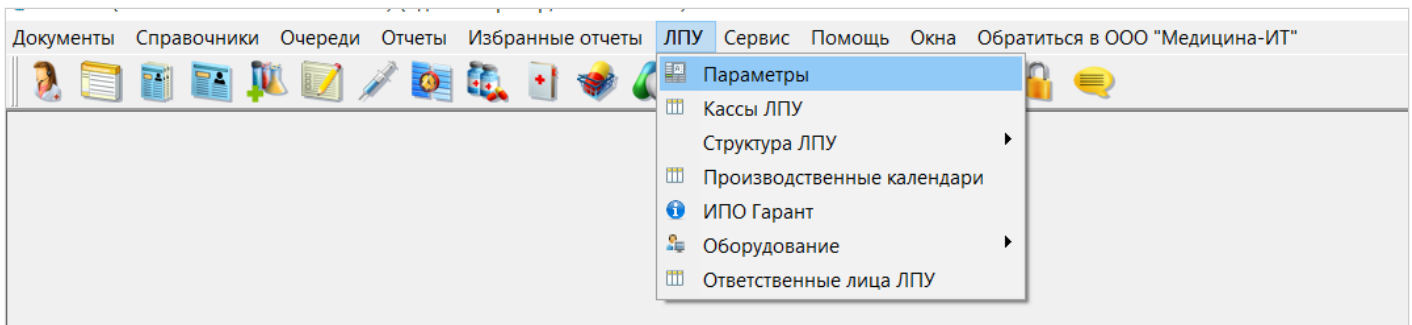 Документы Справочники Очереди Отчеты Избранные отчеты ЛПУ Сервис Помощь Окна Обратиться в ООО "Медицина-ИТ"
Параметры
Кассы ЛПУ
Структура ЛПУ
Производственные календари
ИПО Гарант
Оборудование
Ответственные лица ЛПУ